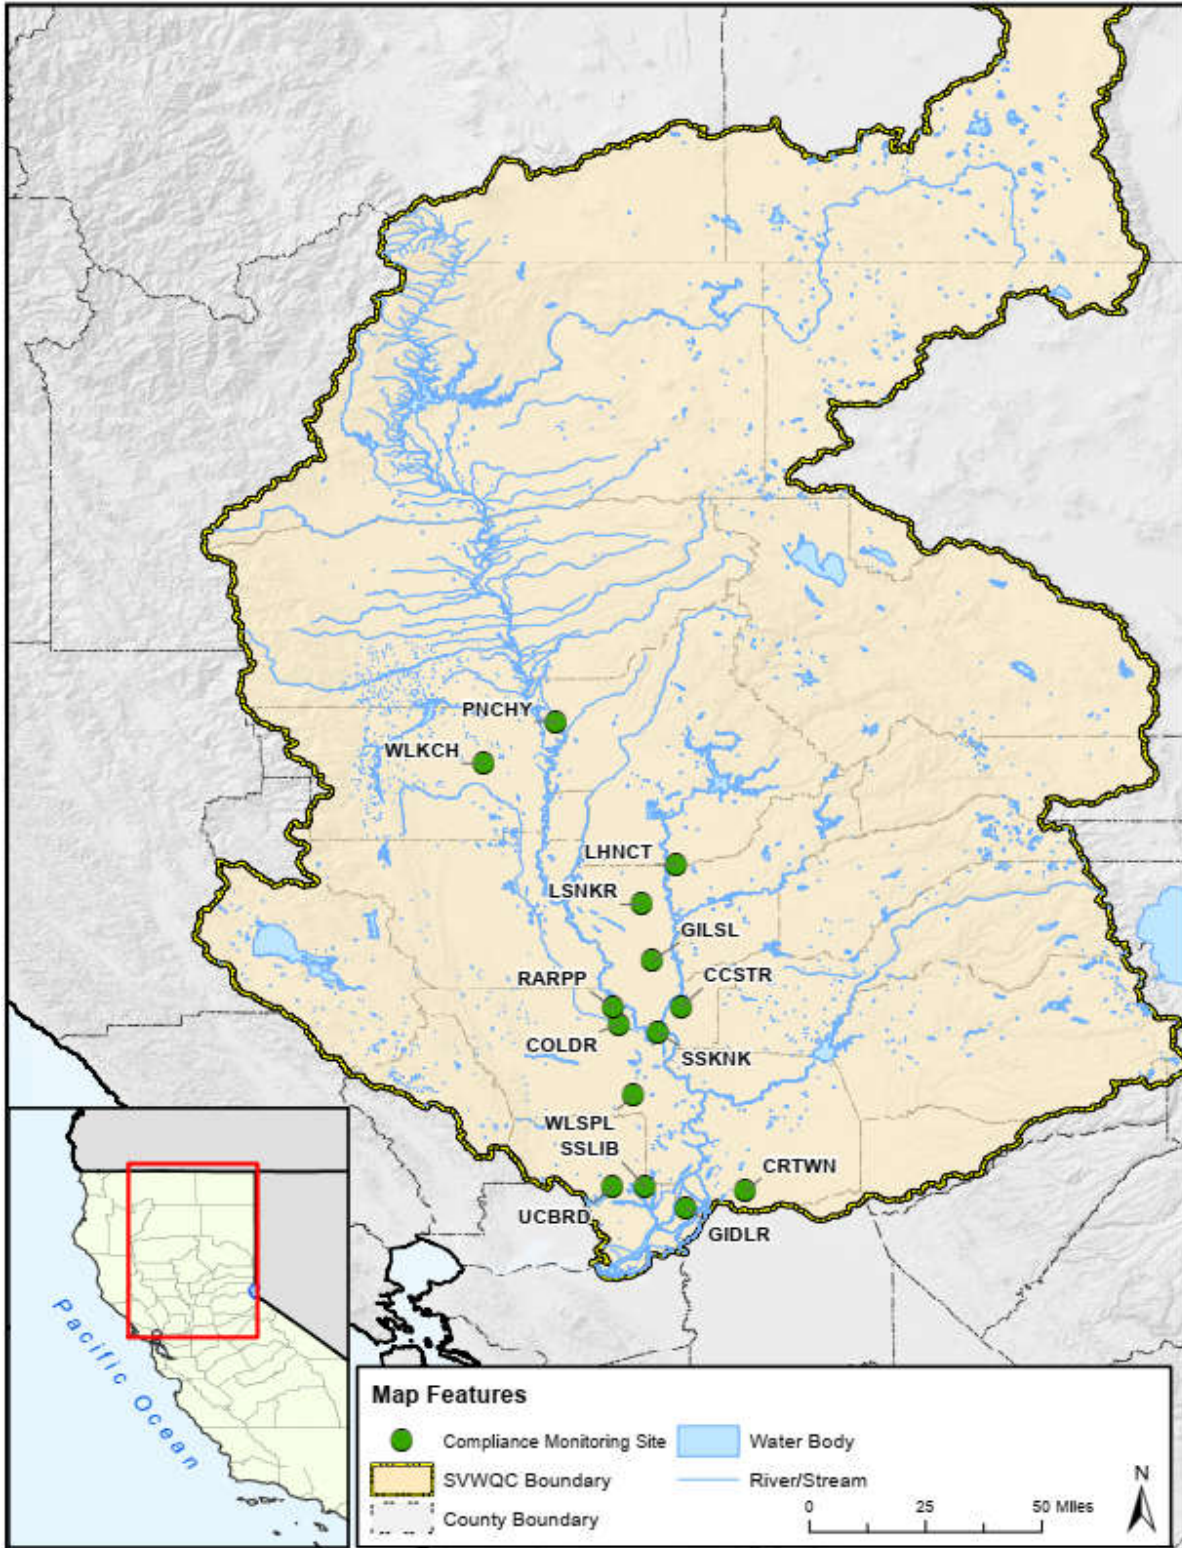 PNCHY
WLKCH
LHNCT
LSNKR
GILSL
RARPP
CCSTR
COLDR
SSKNK
WLSPL
SSLIB
CRTWN
UCBRD
GIDLR
Pacific Ocean
Map Features
Compliance Monitoring Site
Water Body
SVWQC Boundary
River/Stream
County Boundary
N
0 25 50 Miles